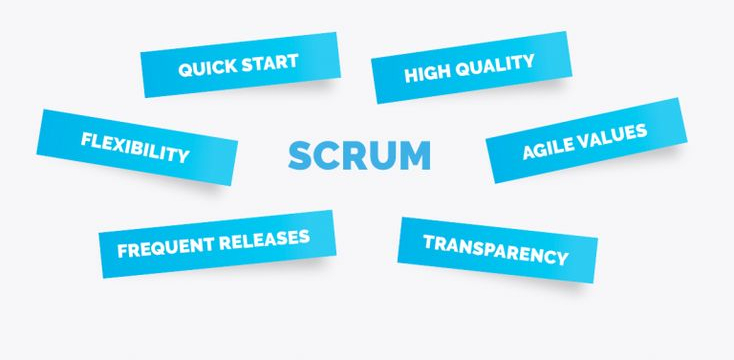 QUICK START
HIGH QUALITY
FLEXIBILITY
SCRUM
AGILE VALUES
FREQUENT RELEASES
TRANSPARENCY